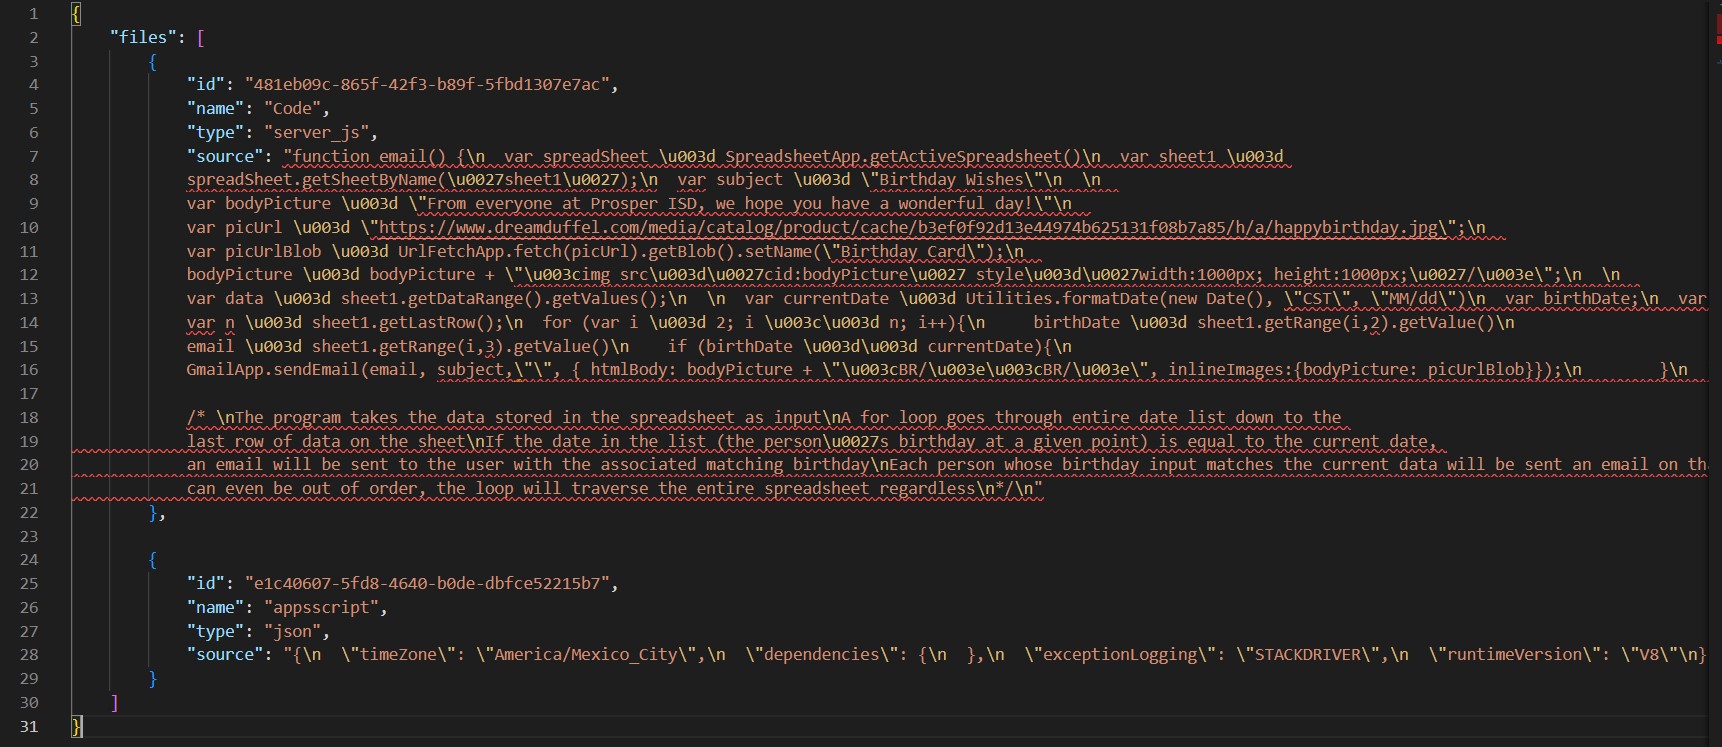 1 {
2 "files": [
3 {
4 "id": "481eb09c-865f-42f3-b89f-5fbd1307e7ac",
5 "name": "Code",
6 "type": "server_js",
7 "source": "function email() {\n  var spreadSheet \u003d SpreadsheetApp.getActiveSpreadsheet()\n  var sheet1 \u003d
8 spreadSheet.getSheetByName(\u0027sheet1\u0027);\n  var subject \u003d \"Birthday Wishes\"\n  \n
9 var bodyPicture \u003d \"From everyone at Prosper ISD, we hope you have a wonderful day!\"\n
10 var picUrl \u003d \"https://www.dreamduffel.com/media/catalog/product/cache/b3ef0f92d13e44974b625131f08b7a85/h/a/happybirthday.jpg\";\n
11 var picUrlBlob \u003d UrlFetchApp.fetch(picUrl).getBlob().setName(\"Birthday Card\");\n
12 bodyPicture \u003d bodyPicture + \"\u003cimg src\u003d\u0027cid:bodyPicture\u0027 style\u003d\u0027width:1000px; height:1000px;\u0027/\u003e\";\n  \n
13 var data \u003d sheet1.getDataRange().getValues();\n  \n  var currentDate \u003d Utilities.formatDate(new Date(), \"CST\", \"MM/dd\")\n  var birthDate;\n  var
14 var n \u003d sheet1.getLastRow();\n  for (var i \u003d 2; i \u003c\u003d n; i++){\n     birthDate \u003d sheet1.getRange(i,2).getValue()\n
15 email \u003d sheet1.getRange(i,3).getValue()\n    if (birthDate \u003d\u003d currentDate){\n
16 GmailApp.sendEmail(email, subject,\"\", { htmlBody: bodyPicture + \"\u003cBR/\u003e\u003cBR/\u003e\", inlineImages:{bodyPicture: picUrlBlob}});\n        }\n
17
18 /* \nThe program takes the data stored in the spreadsheet as input\nA for loop goes through entire date list down to the
19 last row of data on the sheet\nIf the date in the list (the person\u0027s birthday at a given point) is equal to the current date,
20 an email will be sent to the user with the associated matching birthday\nEach person whose birthday input matches the current data will be sent an email on
21 can even be out of order, the loop will traverse the entire spreadsheet regardless\n*/\n"
22 },
23
24 {
25 "id": "e1c40607-5fd8-4640-b0de-dbfce52215b7",
26 "name": "appsscript",
27 "type": "json",
28 "source": "{\n  \"timeZone\": \"America/Mexico_City\",\n  \"dependencies\": {\n  },\n  \"exceptionLogging\": \"STACKDRIVER\",\n  \"runtimeVersion\": \"V8\"\n}
29 }
30 ]
31 }